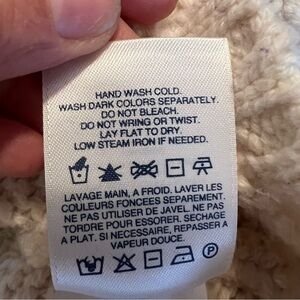 HAND WASH COLD.
WASH DARK COLORS SEPARATELY.
DO NOT BLEACH.
DO NOT WRING OR TWIST.
LAY FLAT TO DRY.
LOW STEAM IRON IF NEEDED.
LAVAGE MAIN, A FROID. LAVER LES
COULEURS FONCEES SEPAREMENT.
NE PAS UTILISER DE JAVEL. NE PAS
TORDRE POUR ESSORER. SECHAGE
A PLAT. SI NECESSAIRE, REPASSER A
VAPEUR DOUCE.
P